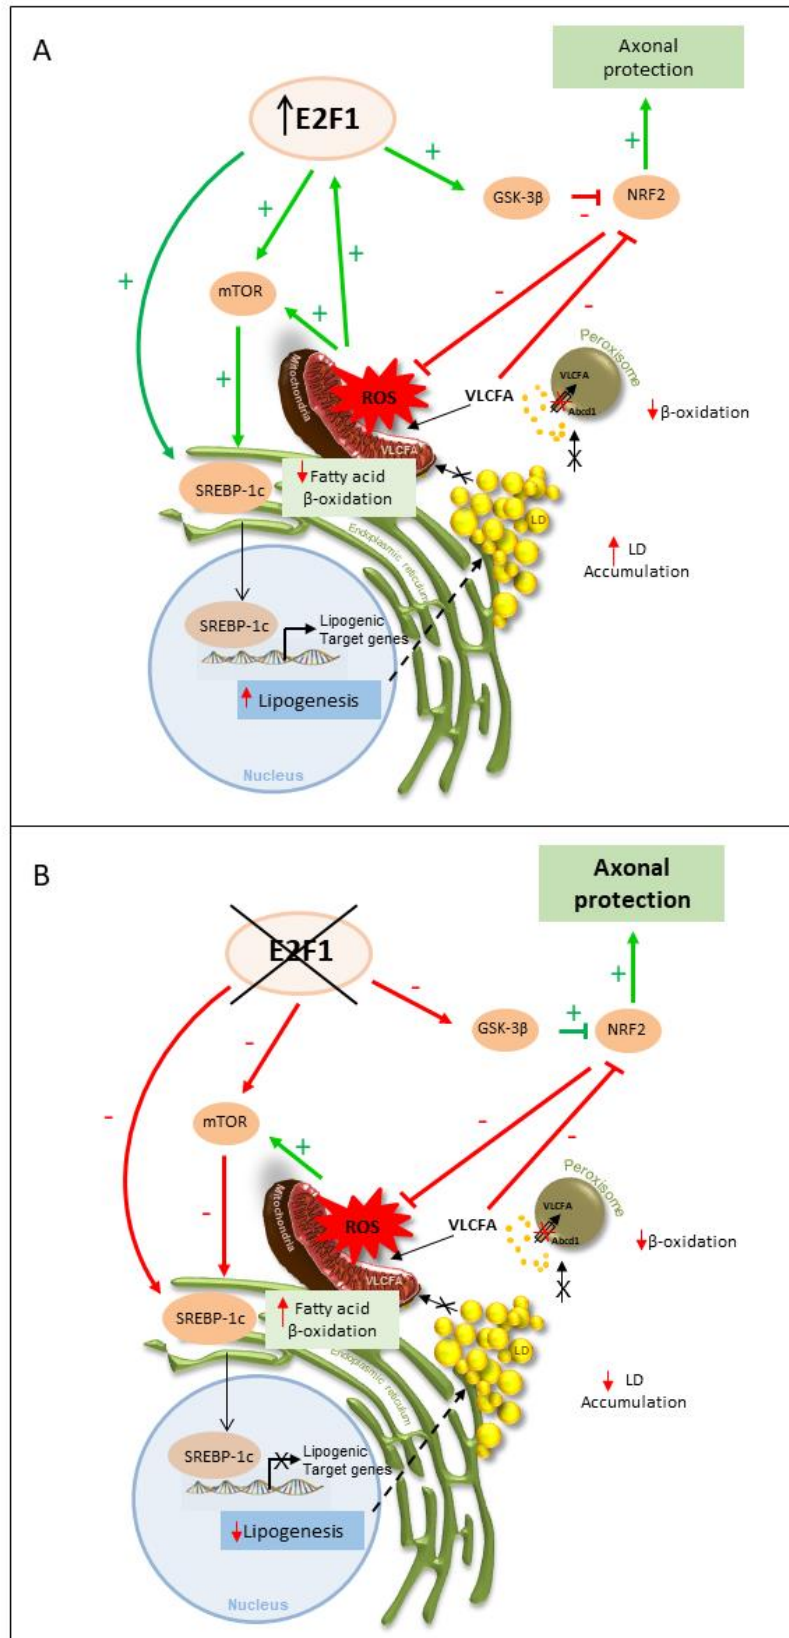 A
Axonal
protection
↑E2F1
+
+
GSK-3β
-
NRF2
+
+
+
mTOR
+
+
-
-
Peroxisome
Mitochondria
ROS
VLCFA
VLCFA
Abcd1
β-oxidation
VLCFA
SREBP-1c
Fatty acid
β-oxidation
LD
Endoplasmic reticulum
LD
Accumulation
SREBP-1c
Lipogenic
Target genes
Lipogenesis
Nucleus
B
Axonal
protection
E2F1
-
+
+
GSK-3β
NRF2
-
-
mTOR
+
-
-
-
Peroxisome
Mitochondria
ROS
VLCFA
VLCFA
Abcd1
β-oxidation
VLCFA
SREBP-1c
Fatty acid
β-oxidation
LD
Endoplasmic reticulum
LD
Accumulation
SREBP-1c
Lipogenic
Target genes
Lipogenesis
Nucleus